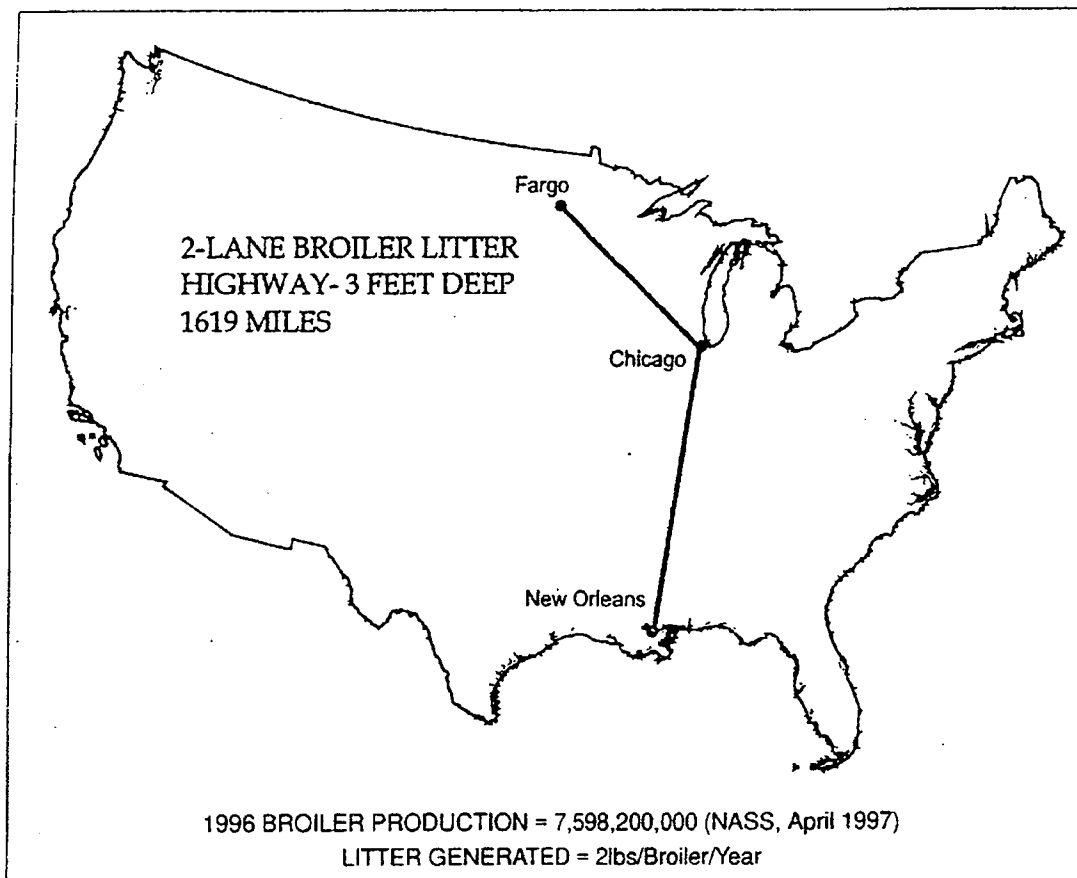 Fargo
2-LANE BROILER LITTER
HIGHWAY- 3 FEET DEEP
1619 MILES
Chicago
New Orleans
1996 BROILER PRODUCTION = 7,598,200,000 (NASS, April 1997)
LITTER GENERATED = 2lbs/Broiler/Year